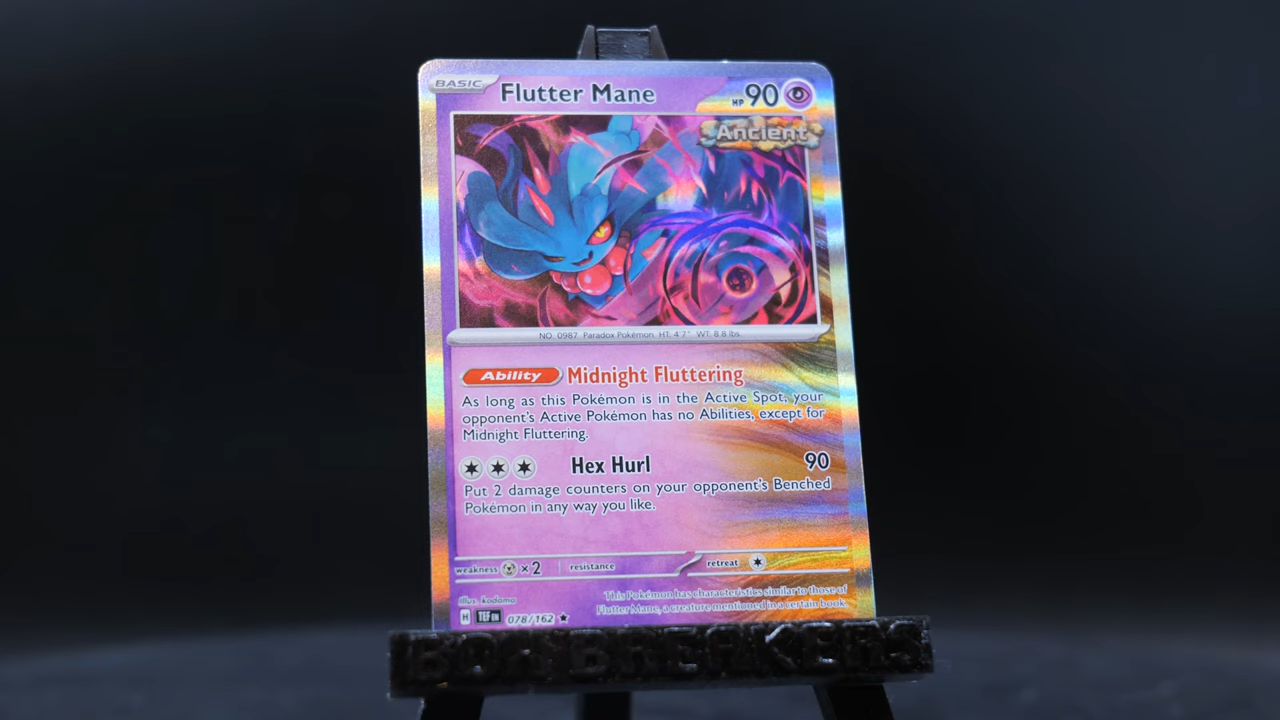 BASIC Flutter Mane HP 90
Ancient
NO. 0987 Paradox Pokémon HT: 4'7" WT: 8.8 lbs
Ability Midnight Fluttering
As long as this Pokémon is in the Active Spot, your
opponent's Active Pokémon has no Abilities, except for
Midnight Fluttering.
Hex Hurl 90
Put 2 damage counters on your opponent's Benched
Pokémon in any way you like.
weakness ×2 resistance retreat
Illus. kodama
This Pokémon has characteristics similar to those of
Flutter Mane, a creature mentioned in a certain book.
H TEF EN 078/162 ★
BOX BREAKERS